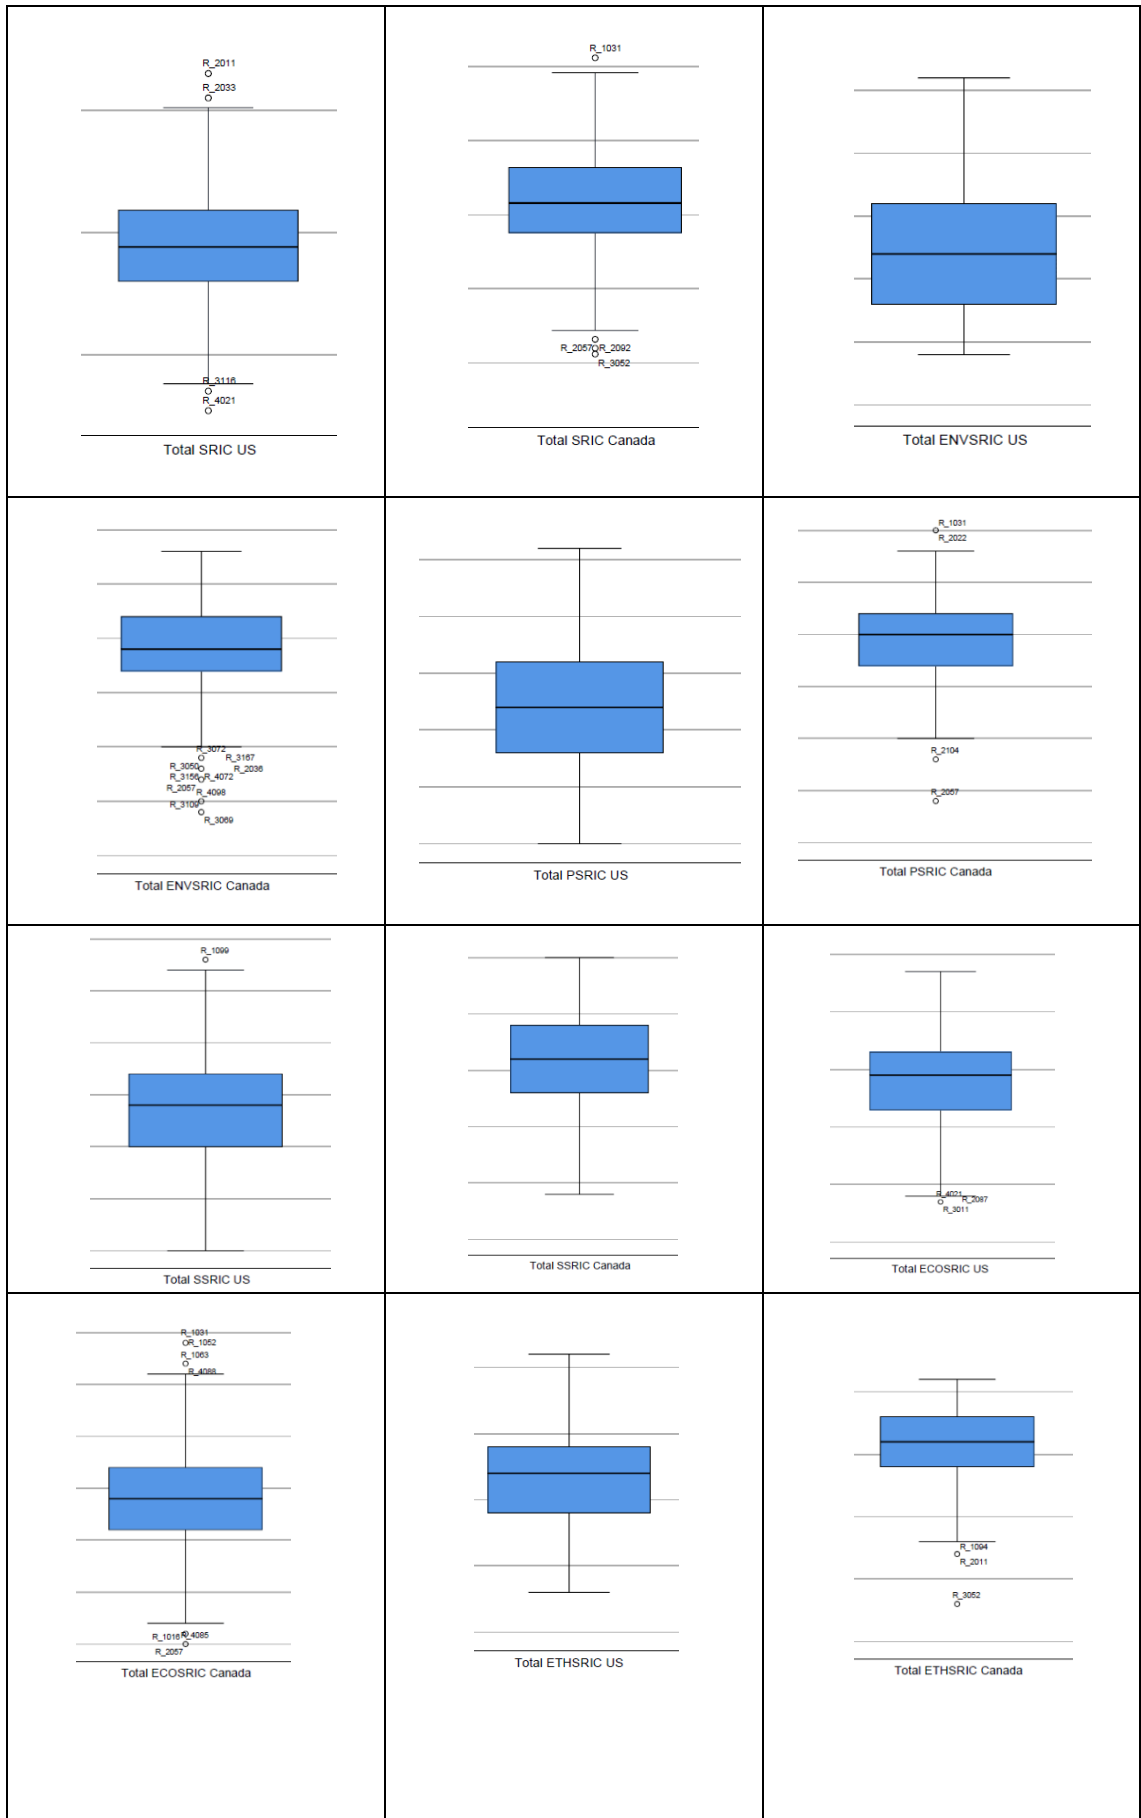 R_2011
R_2033
R_3116
R_4021
Total SRIC US
R_1031
R_2057 R_2092
R_3052
Total SRIC Canada
Total ENVSRIC US
R_3072
R_3167
R_3050 R_2036
R_3156 R_4072
R_2057
R_4098
R_3109
R_3069
Total ENVSRIC Canada
Total PSRIC US
R_1031
R_2022
R_2104
R_2057
Total PSRIC Canada
R_1099
Total SSRIC US
Total SSRIC Canada
R_4021
R_2087
R_3011
Total ECOSRIC US
R_1031
R_1052
R_1063
R_4088
R_1016 R_4085
R_2057
Total ECOSRIC Canada
Total ETHSRIC US
R_1094
R_2011
R_3052
Total ETHSRIC Canada